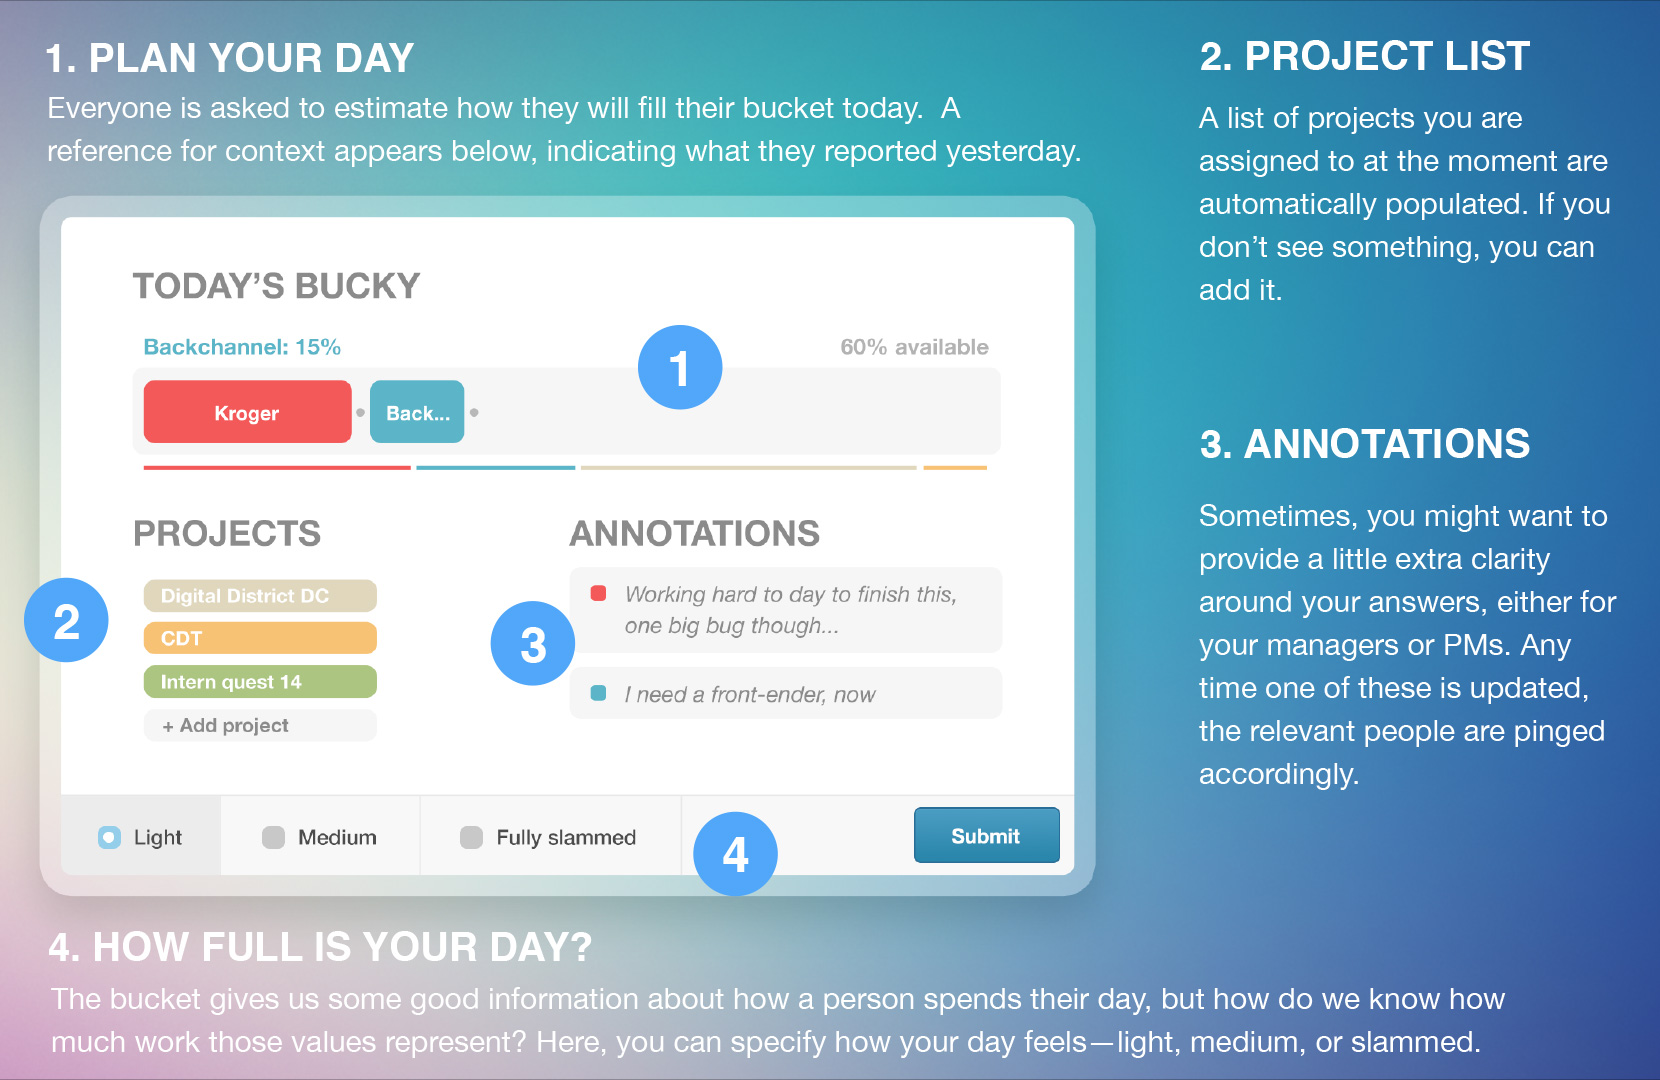 1. PLAN YOUR DAY
Everyone is asked to estimate how they will fill their bucket today.  A
reference for context appears below, indicating what they reported yesterday.
TODAY'S BUCKY
Backchannel: 15%
60% available
1
Kroger
Back...
PROJECTS
Digital District DC
CDT
Intern quest 14
+ Add project
2
ANNOTATIONS
Working hard to day to finish this,
one big bug though...
I need a front-ender, now
3
Light
Medium
Fully slammed
4
Submit
2. PROJECT LIST
A list of projects you are
assigned to at the moment are
automatically populated. If you
don't see something, you can
add it.
3. ANNOTATIONS
Sometimes, you might want to
provide a little extra clarity
around your answers, either for
your managers or PMs. Any
time one of these is updated,
the relevant people are pinged
accordingly.
4. HOW FULL IS YOUR DAY?
The bucket gives us some good information about how a person spends their day, but how do we know how
much work those values represent? Here, you can specify how your day feels—light, medium, or slammed.